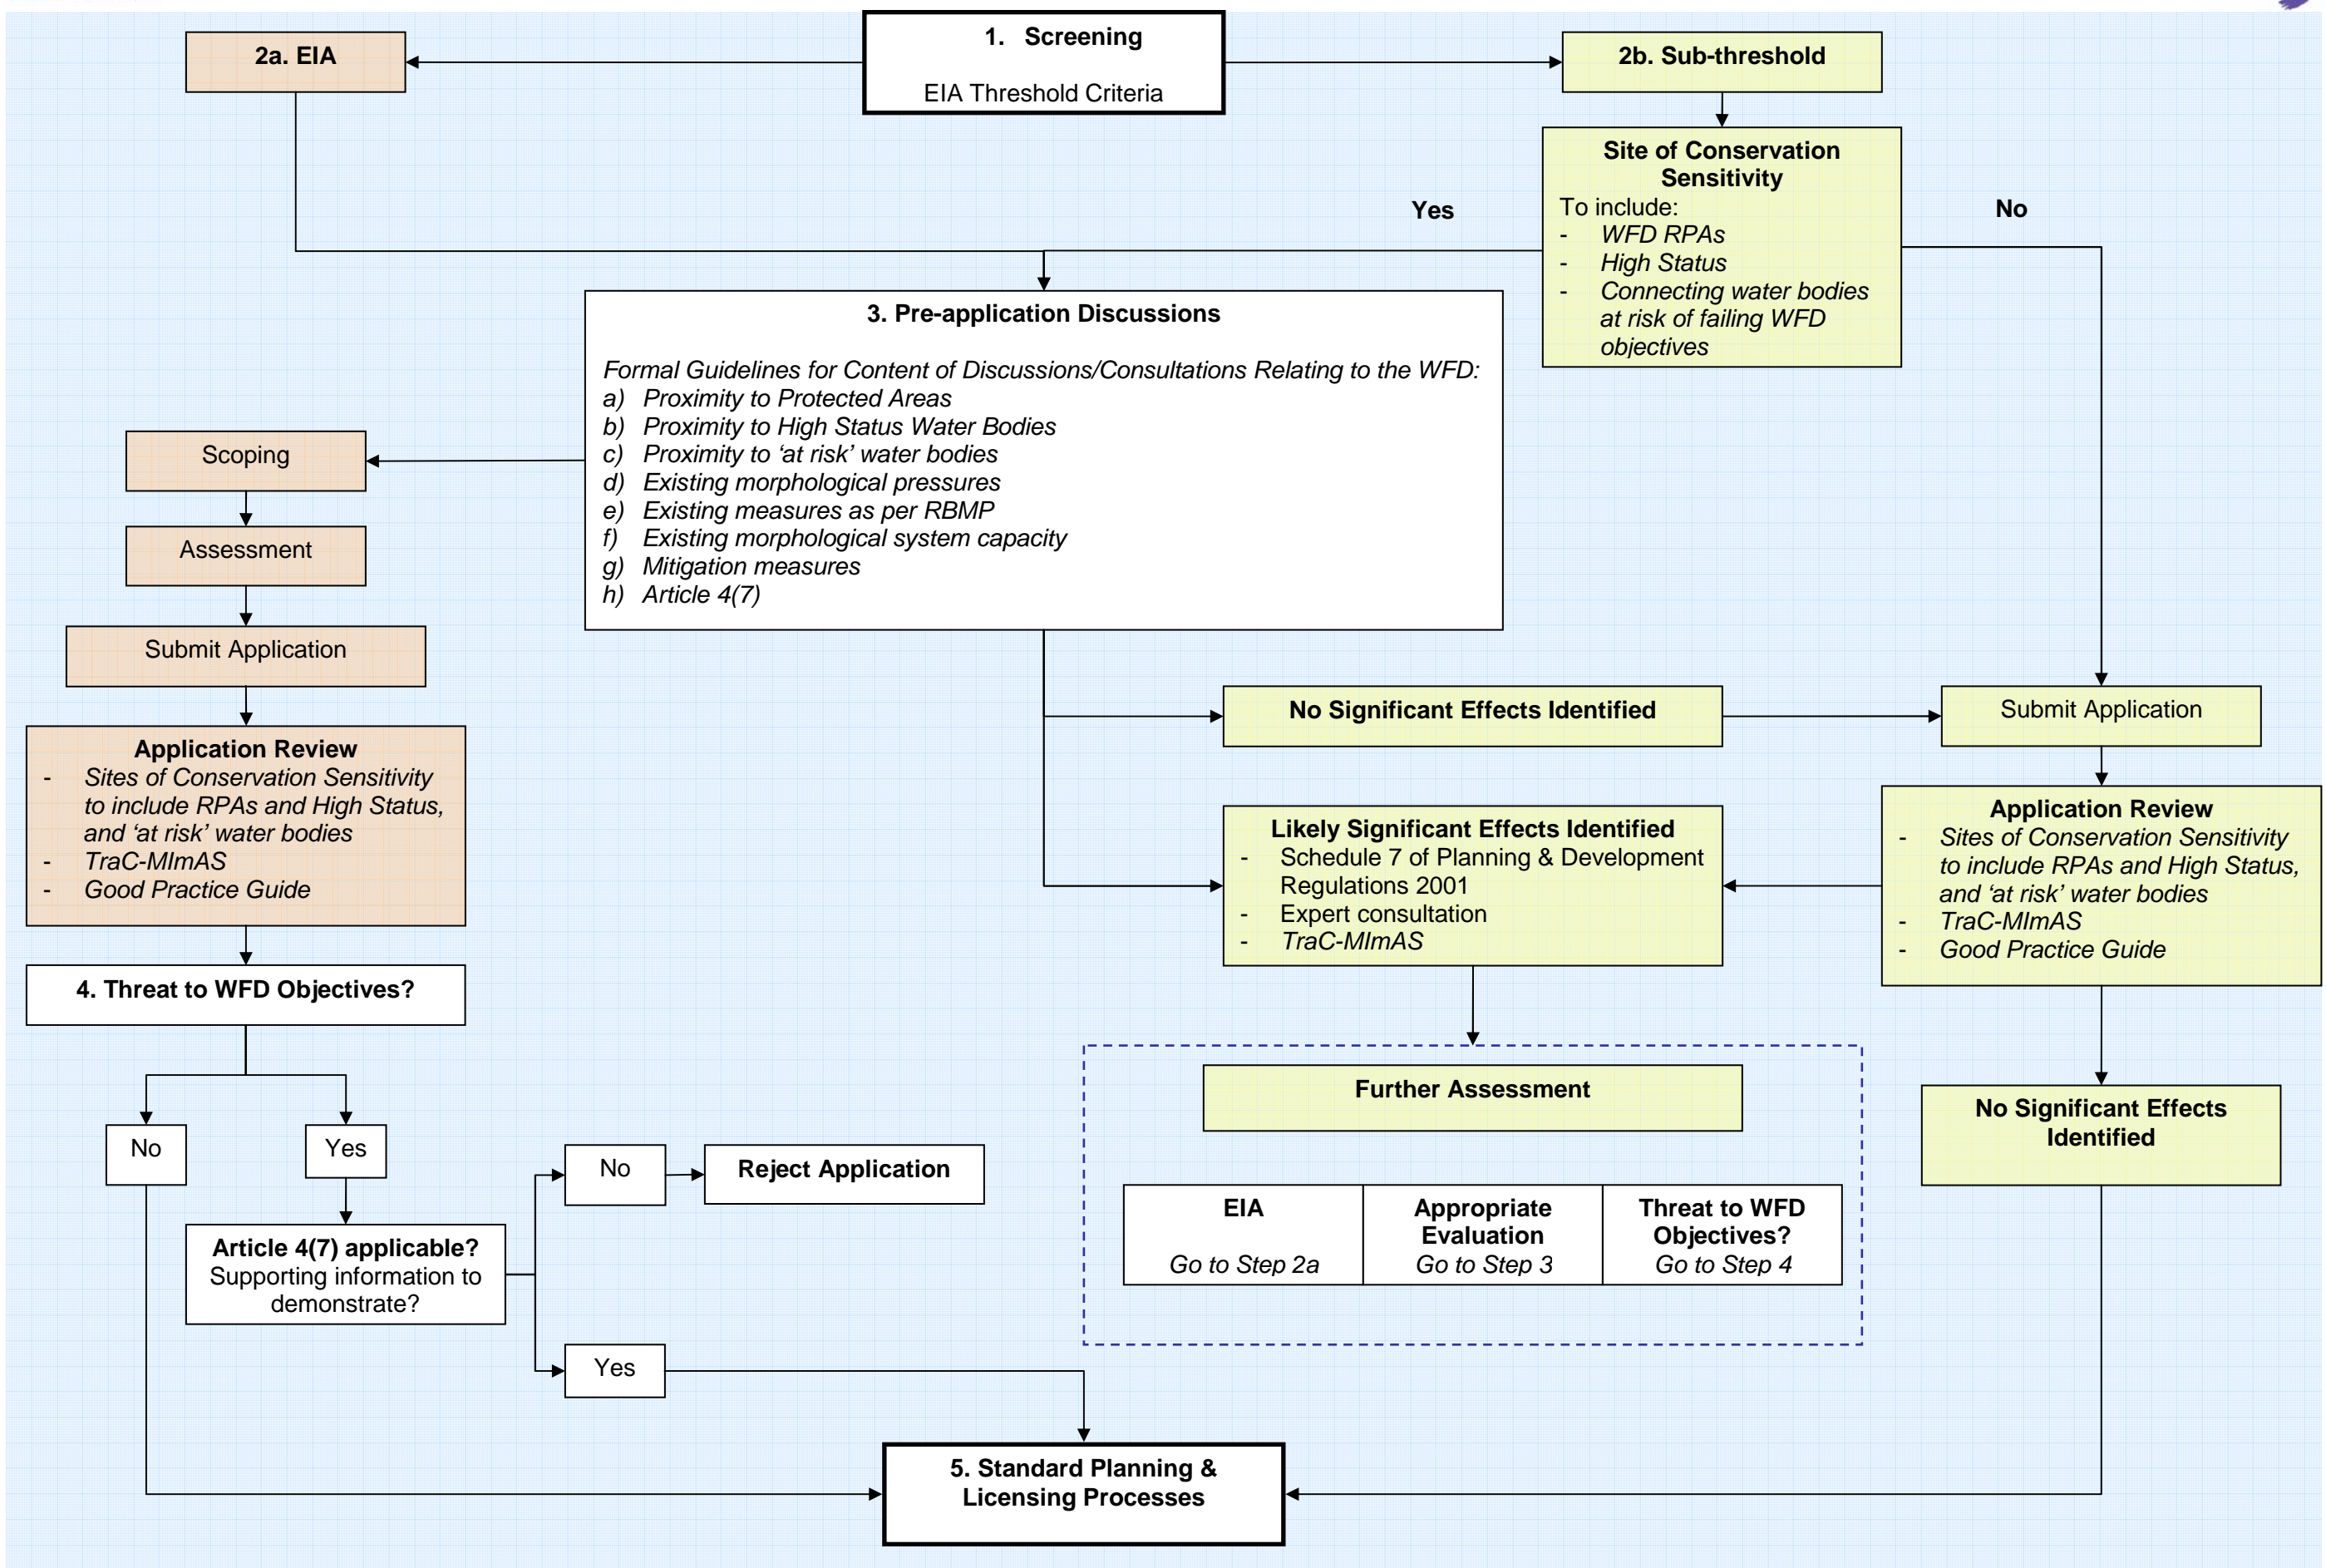 1. Screening
EIA Threshold Criteria
2a. EIA
2b. Sub-threshold
Site of Conservation
Sensitivity
To include:
- WFD RPAs
- High Status
- Connecting water bodies
at risk of failing WFD
objectives
Yes
No
3. Pre-application Discussions
Formal Guidelines for Content of Discussions/Consultations Relating to the WFD:
a) Proximity to Protected Areas
b) Proximity to High Status Water Bodies
c) Proximity to ‘at risk’ water bodies
d) Existing morphological pressures
e) Existing measures as per RBMP
f) Existing morphological system capacity
g) Mitigation measures
h) Article 4(7)
Scoping
Assessment
Submit Application
Application Review
- Sites of Conservation Sensitivity
to include RPAs and High Status,
and ‘at risk’ water bodies
- TraC-MImAS
- Good Practice Guide
4. Threat to WFD Objectives?
No
Yes
Article 4(7) applicable?
Supporting information to
demonstrate?
No
Reject Application
Yes
No Significant Effects Identified
Submit Application
Likely Significant Effects Identified
- Schedule 7 of Planning & Development
Regulations 2001
- Expert consultation
- TraC-MImAS
Application Review
- Sites of Conservation Sensitivity
to include RPAs and High Status,
and ‘at risk’ water bodies
- TraC-MImAS
- Good Practice Guide
Further Assessment
EIA
Go to Step 2a
Appropriate
Evaluation
Go to Step 3
Threat to WFD
Objectives?
Go to Step 4
No Significant Effects
Identified
5. Standard Planning &
Licensing Processes